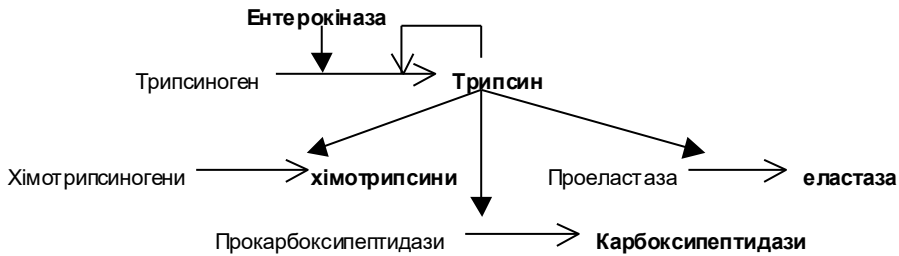 Ентерокіназа
Трипсиноген Трипсин
Хімотрипсиногени хімотрипсини Проеластаза еластаза
Прокарбоксипептидази Карбоксипептидази